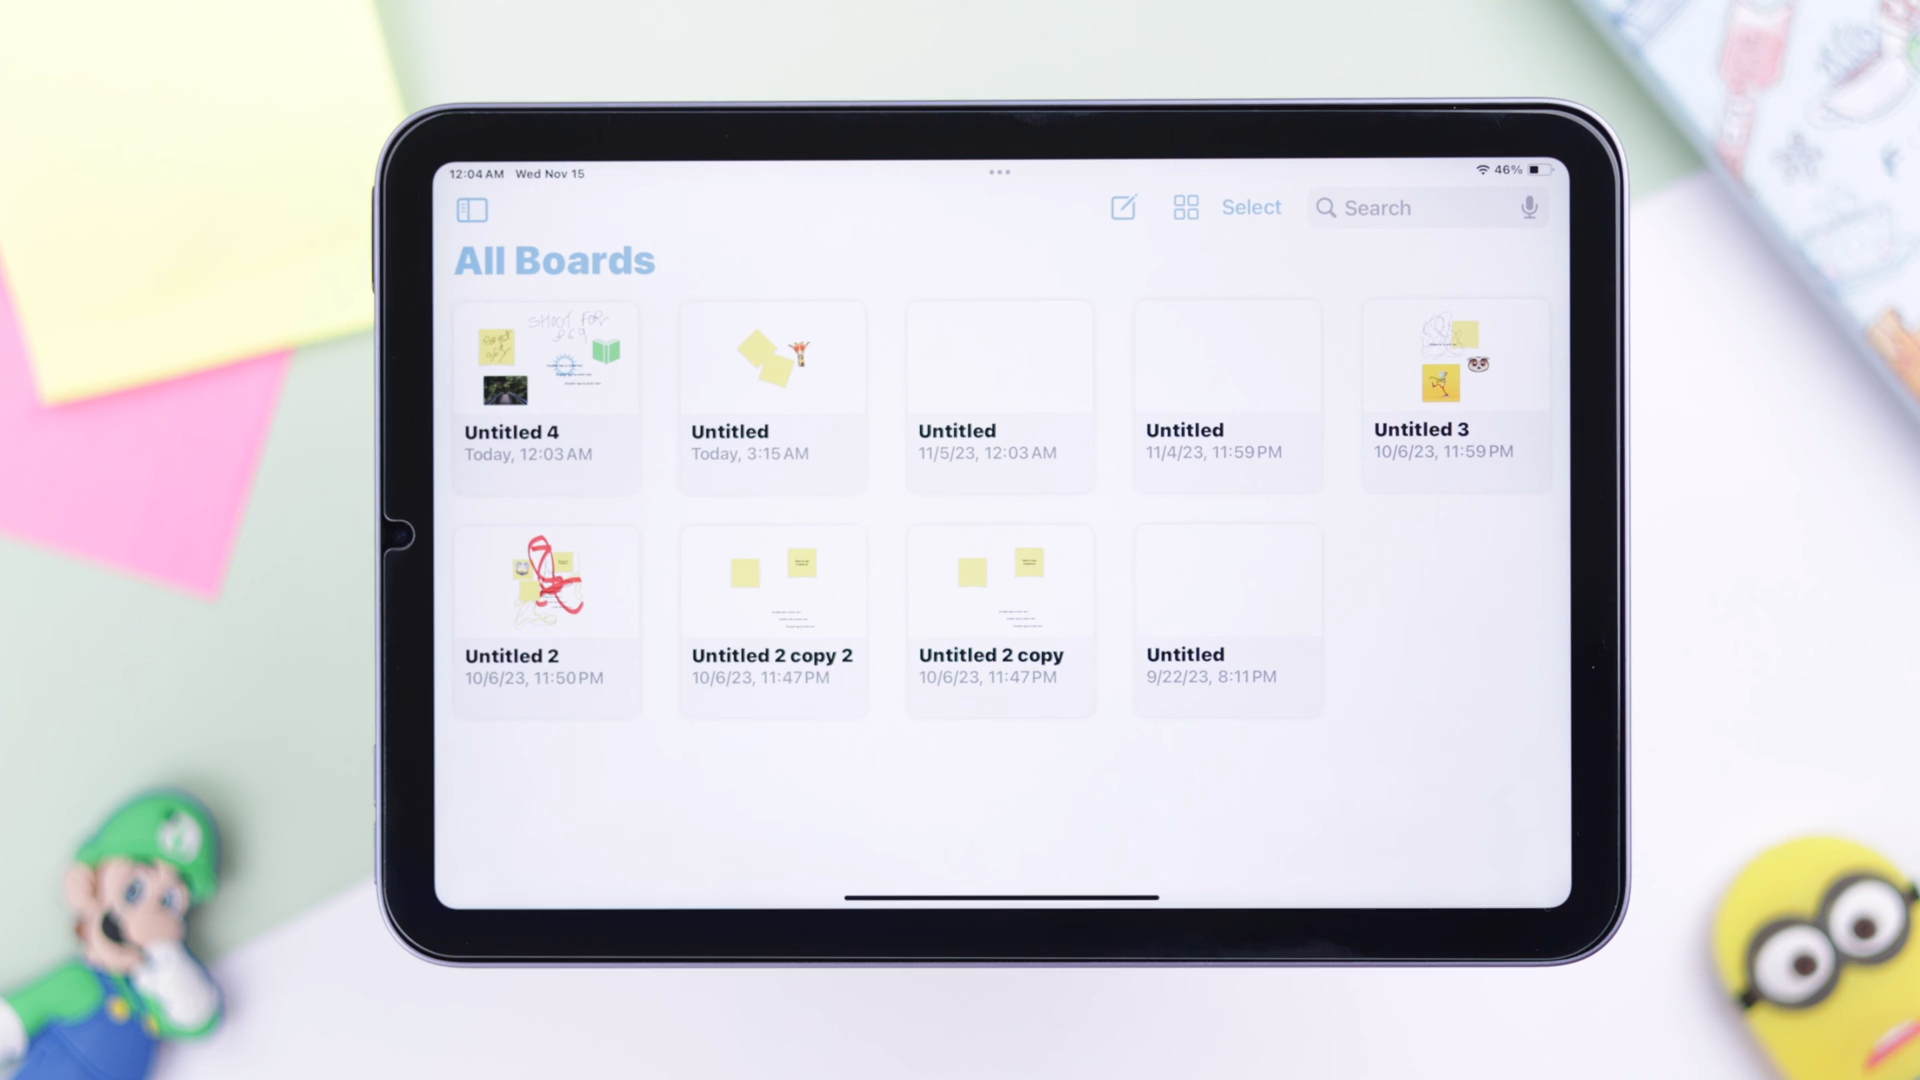 12:04 AM Wed Nov 15
46%
Select
Search
All Boards
SHOOT FOR
Untitled 4
Today, 12:03 AM
Untitled
Today, 3:15 AM
Untitled
11/5/23, 12:03 AM
Untitled
11/4/23, 11:59 PM
Untitled 3
10/6/23, 11:59 PM
Untitled 2
10/6/23, 11:50 PM
Untitled 2 copy 2
10/6/23, 11:47 PM
Untitled 2 copy
10/6/23, 11:47 PM
Untitled
9/22/23, 8:11 PM